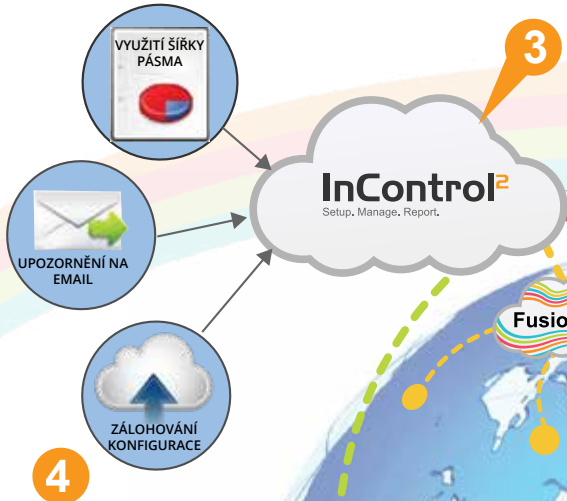 VYUŽITÍ ŠÍŘKY
PÁSMA
3
InControl²
Setup. Manage. Report.
UPOZORNĚNÍ NA
EMAIL
Fusio
ZÁLOHOVÁNÍ
KONFIGURACE
4